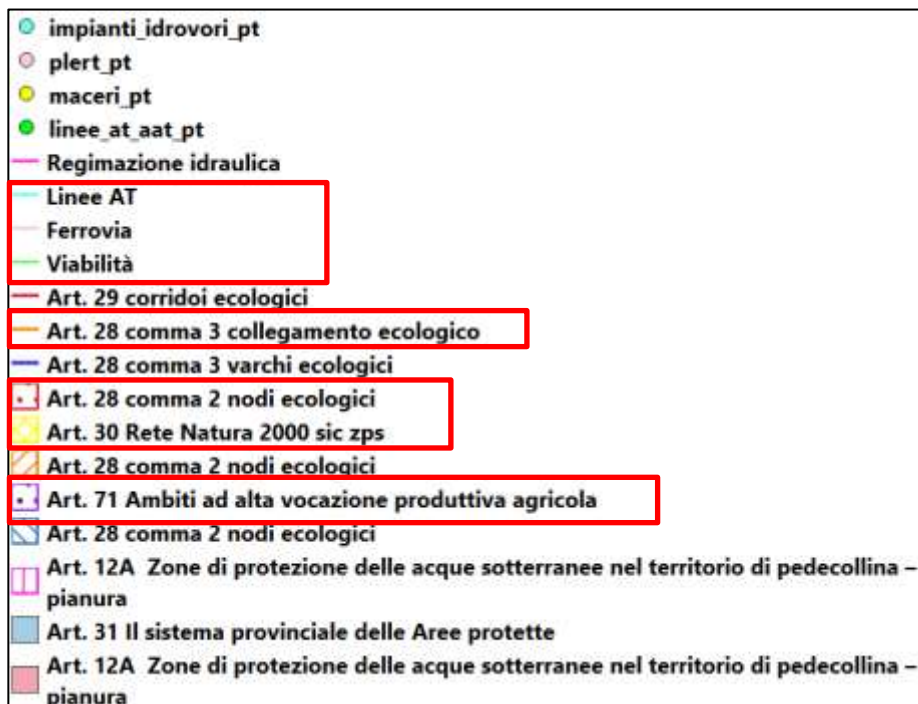 impianti_idrovori_pt
plert_pt
maceri_pt
linee_at_aat_pt
Regimazione idraulica
Linee AT
Ferrovia
Viabilità
Art. 29 corridoi ecologici
Art. 28 comma 3 collegamento ecologico
Art. 28 comma 3 varchi ecologici
Art. 28 comma 2 nodi ecologici
Art. 30 Rete Natura 2000 sic zps
Art. 28 comma 2 nodi ecologici
Art. 71 Ambiti ad alta vocazione produttiva agricola
Art. 28 comma 2 nodi ecologici
Art. 12A Zone di protezione delle acque sotterranee nel territorio di pedecollina –
pianura
Art. 31 Il sistema provinciale delle Aree protette
Art. 12A Zone di protezione delle acque sotterranee nel territorio di pedecollina –
pianura